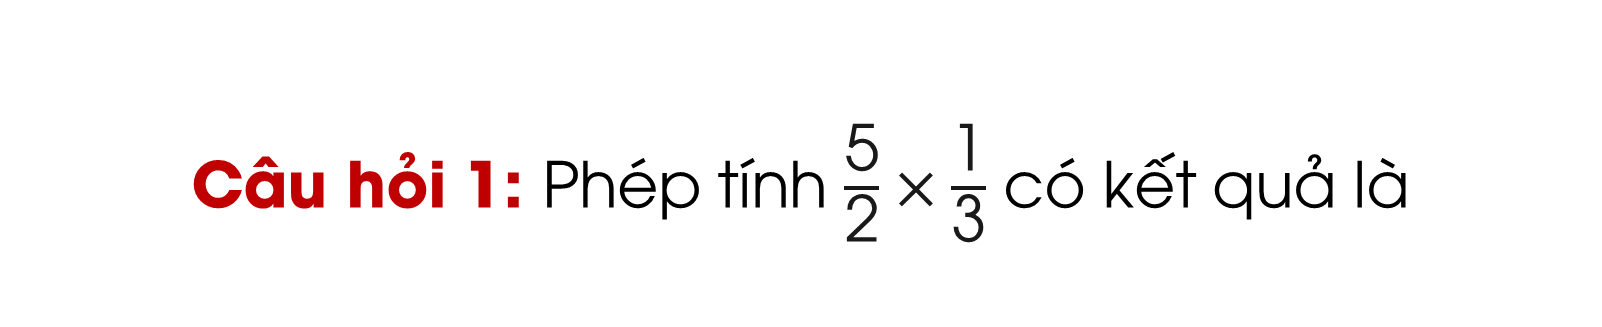 Câu hỏi 1: Phép tính 5/2 × 1/3 có kết quả là